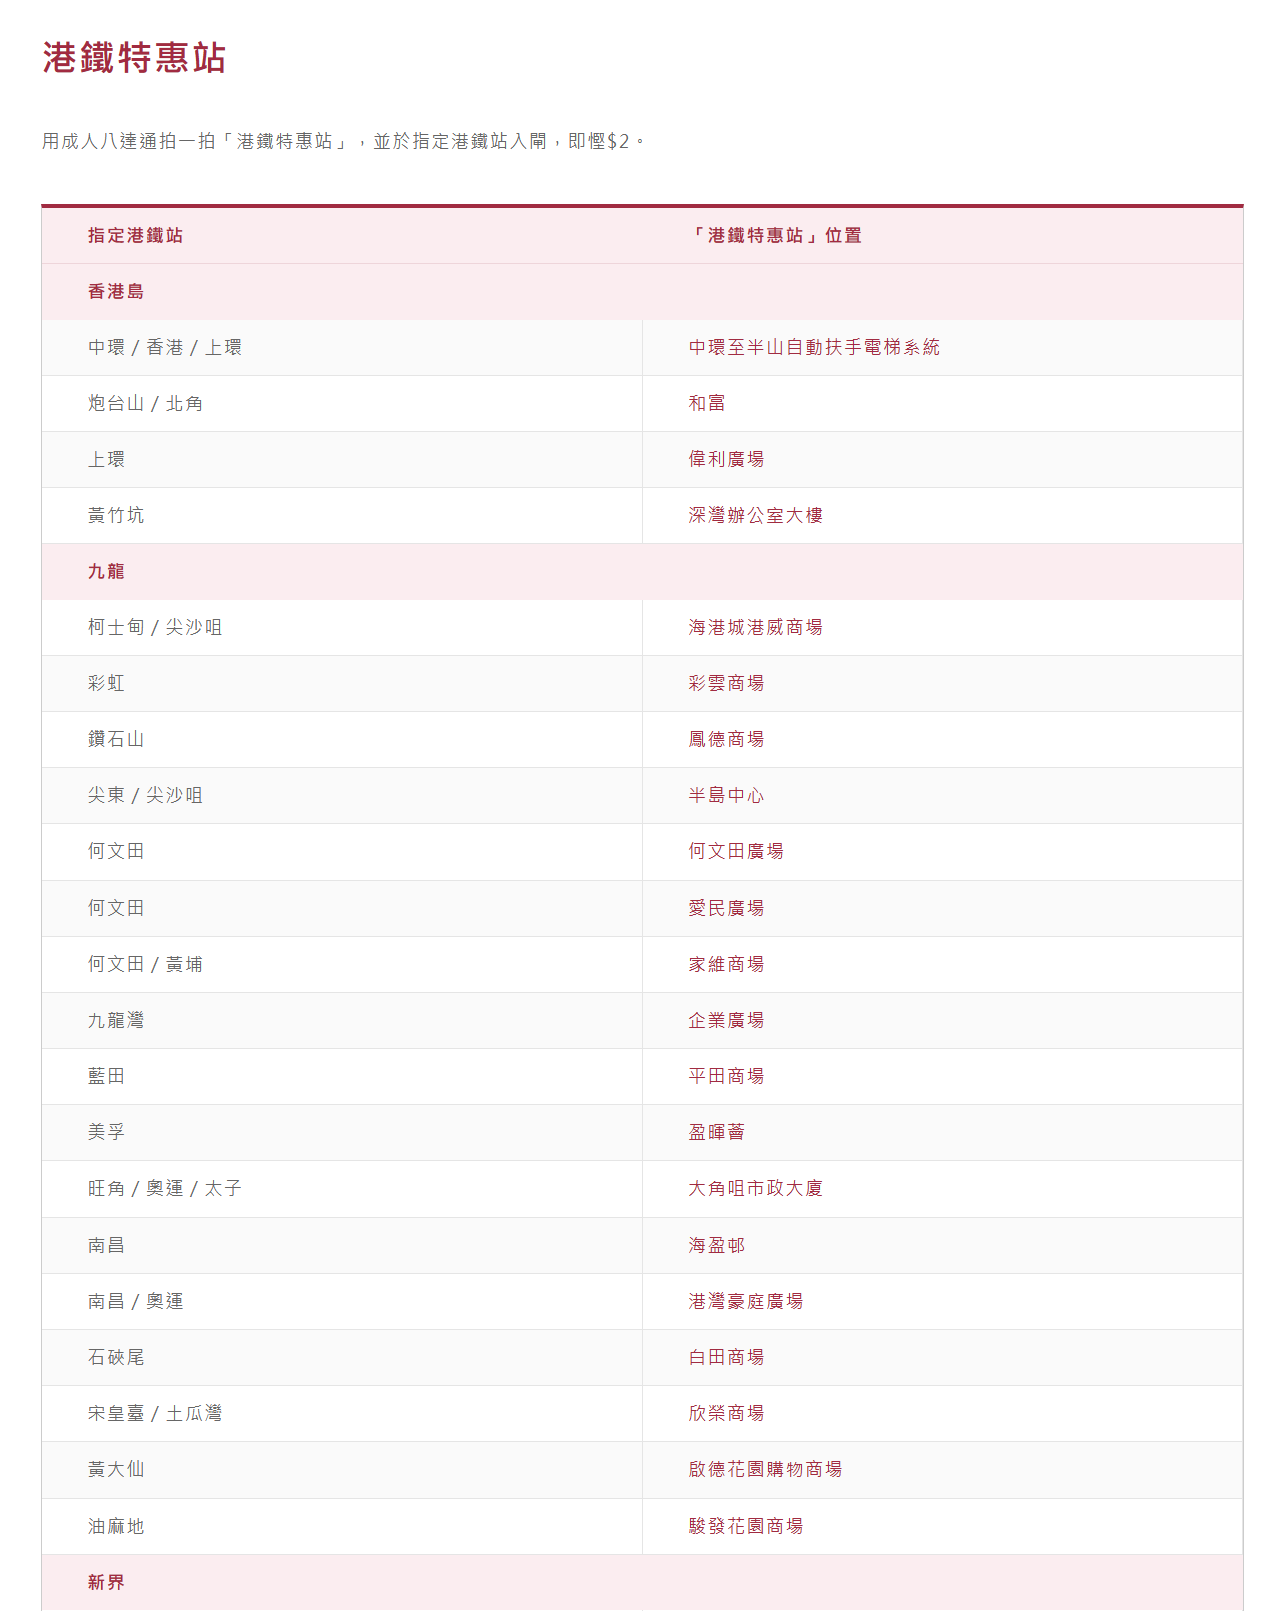 港鐵特惠站
用成人八達通拍一拍「港鐵特惠站」，並於指定港鐵站入閘，即慳$2。
指定港鐵站 「港鐵特惠站」位置
香港島
中環 / 香港 / 上環 中環至半山自動扶手電梯系統
炮台山 / 北角 和富
上環 偉利廣場
黃竹坑 深灣辦公室大樓
九龍
柯士甸 / 尖沙咀 海港城港威商場
彩虹 彩雲商場
鑽石山 鳳德商場
尖東 / 尖沙咀 半島中心
何文田 何文田廣場
何文田 愛民廣場
何文田 / 黃埔 家維商場
九龍灣 企業廣場
藍田 平田商場
美孚 盈暉薈
旺角 / 奧運 / 太子 大角咀市政大廈
南昌 海盈邨
南昌 / 奧運 港灣豪庭廣場
石硤尾 白田商場
宋皇臺 / 土瓜灣 欣榮商場
黃大仙 啟德花園購物商場
油麻地 駿發花園商場
新界